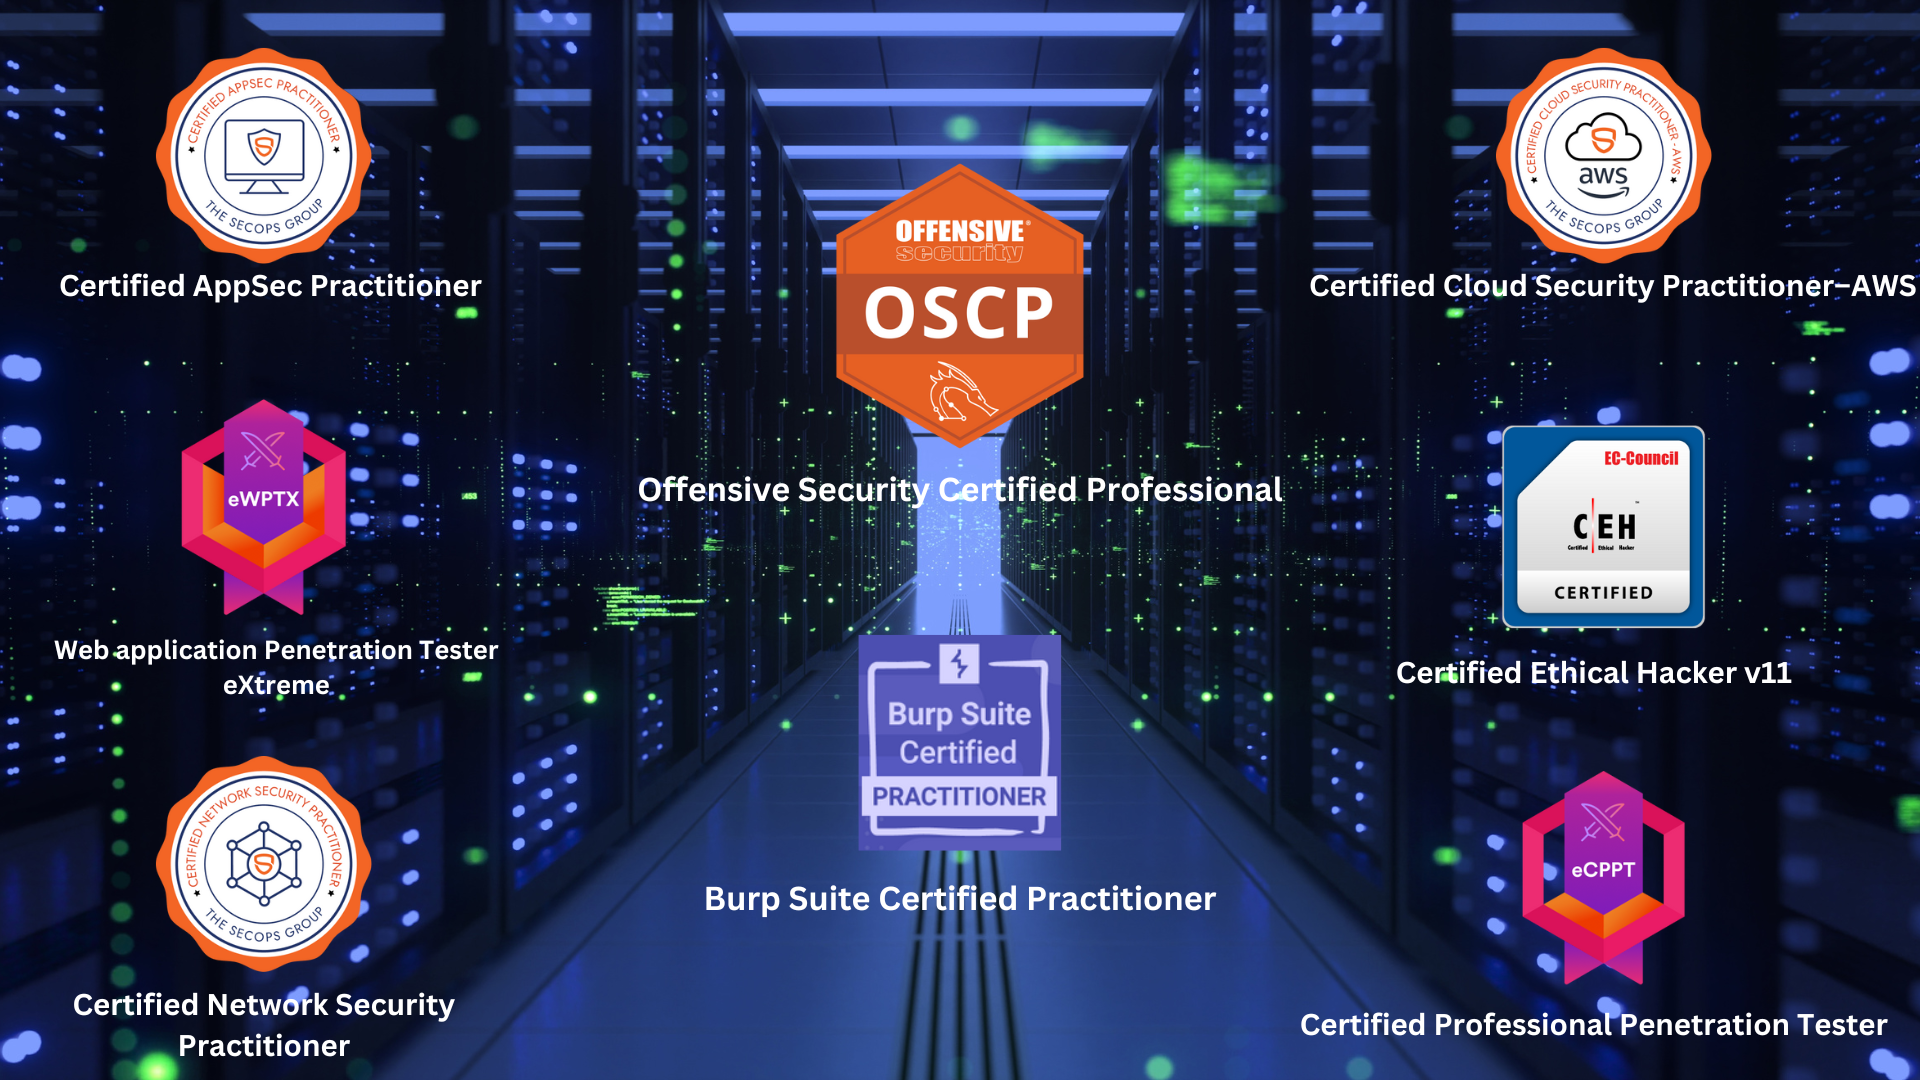 CERTIFIED APPSEC PRACTITIONER
THE SECOPS GROUP
Certified AppSec Practitioner
eWPTX
Web application Penetration Tester
eXtreme
CERTIFIED NETWORK SECURITY PRACTITIONER
THE SECOPS GROUP
Certified Network Security
Practitioner
OFFENSIVE®
security
OSCP
Offensive Security Certified Professional
Burp Suite
Certified
PRACTITIONER
Burp Suite Certified Practitioner
CERTIFIED CLOUD SECURITY PRACTITIONER - AWS
aws
THE SECOPS GROUP
Certified Cloud Security Practitioner–AWS
EC-Council
C|EH™
Certified Ethical Hacker
CERTIFIED
Certified Ethical Hacker v11
eCPPT
Certified Professional Penetration Tester